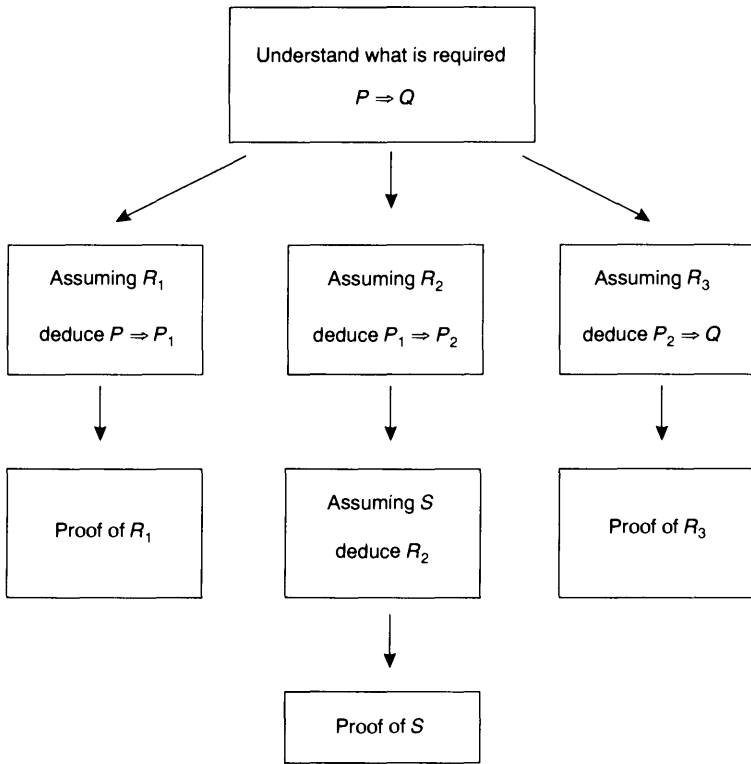 Understand what is required
P ⇒ Q
Assuming R₁
deduce P ⇒ P₁
Assuming R₂
deduce P₁ ⇒ P₂
Assuming R₃
deduce P₂ ⇒ Q
Proof of R₁
Assuming S
deduce R₂
Proof of R₃
Proof of S